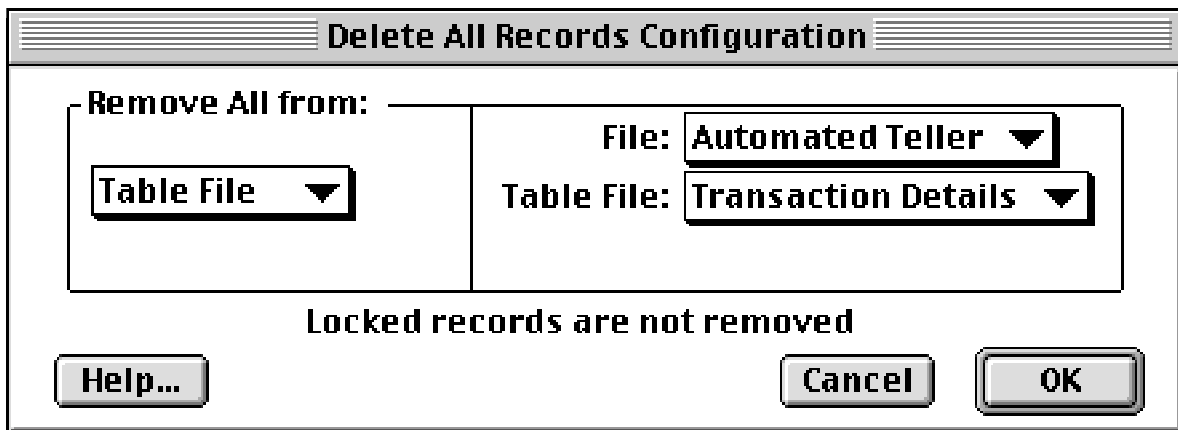 Delete All Records Configuration
Remove All from:
Table File
File: Automated Teller
Table File: Transaction Details
Locked records are not removed
Help...
Cancel
OK